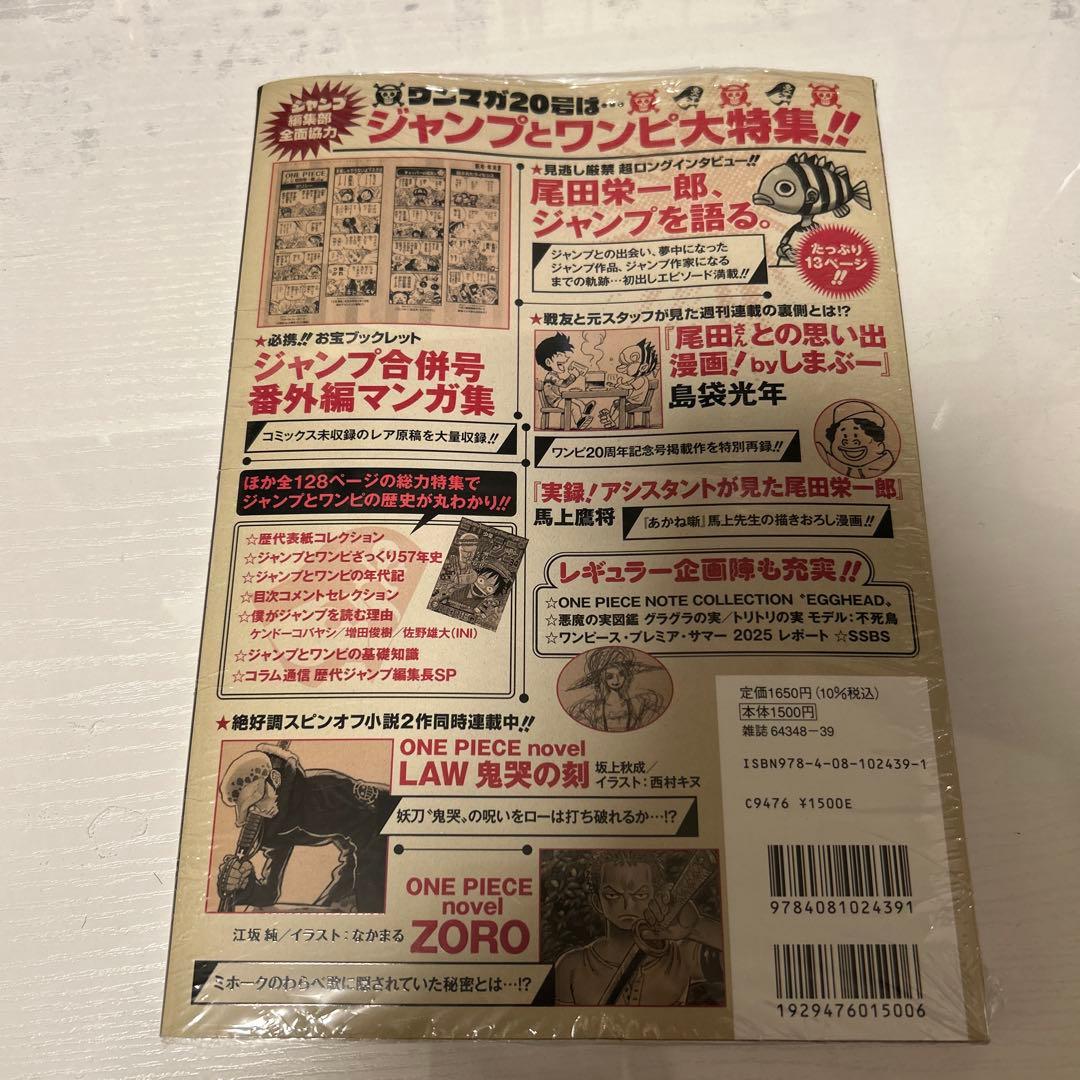 ジャンプ
編集部
全面協力
ワンマガ20号は…。
ジャンプとワンピ大特集!!
ONE PIECE
★必携!! お宝ブックレット
ジャンプ合併号
番外編マンガ集
コミックス未収録のレア原稿を大量収録!!
★見逃し厳禁 超ロングインタビュー!!
尾田栄一郎、
ジャンプを語る。
ジャンプとの出会い、夢中になった
ジャンプ作品、ジャンプ作家になる
までの軌跡…初出しエピソード満載!!
たっぷり
13ページ
!!
★戦友と元スタッフが見た週刊連載の裏側とは!?
『尾田さんとの思い出
漫画!byしまぶー』
島袋光年
ワンピ20周年記念号掲載作を特別再録!!
『実録!アシスタントが見た尾田栄一郎』
馬上鷹将
『あかね噺』馬上先生の描きおろし漫画!!
ほか全128ページの総力特集で
ジャンプとワンピの歴史が丸わかり!!
☆歴代表紙コレクション
☆ジャンプとワンピざっくり57年史
☆ジャンプとワンピの年代記
☆目次コメントセレクション
☆僕がジャンプを読む理由
ケンドーコバヤシ/増田俊樹/佐野雄大(INI)
☆ジャンプとワンピの基礎知識
☆コラム通信 歴代ジャンプ編集長SP
レギュラー企画陣も充実!!
☆ONE PIECE NOTE COLLECTION〝EGGHEAD〟
☆悪魔の実図鑑 グラグラの実/トリトリの実 モデル:不死鳥
☆ワンピース・プレミア・サマー 2025 レポート ☆SSBS
★絶好調スピンオフ小説2作同時連載中!!
ONE PIECE novel
LAW 鬼哭の刻
坂上秋成/
イラスト:西村キヌ
妖刀〝鬼哭〟の呪いをローは打ち破れるか…!?
ONE PIECE
novel
ZORO
江坂 純/イラスト:なかまる
ミホークのわらべ歌に隠されていた秘密とは…!?
定価1650円(10%税込)
本体1500円
雑誌 64348-39
ISBN978-4-08-102439-1
C9476 ¥1500E
9784081024391
1929476015006